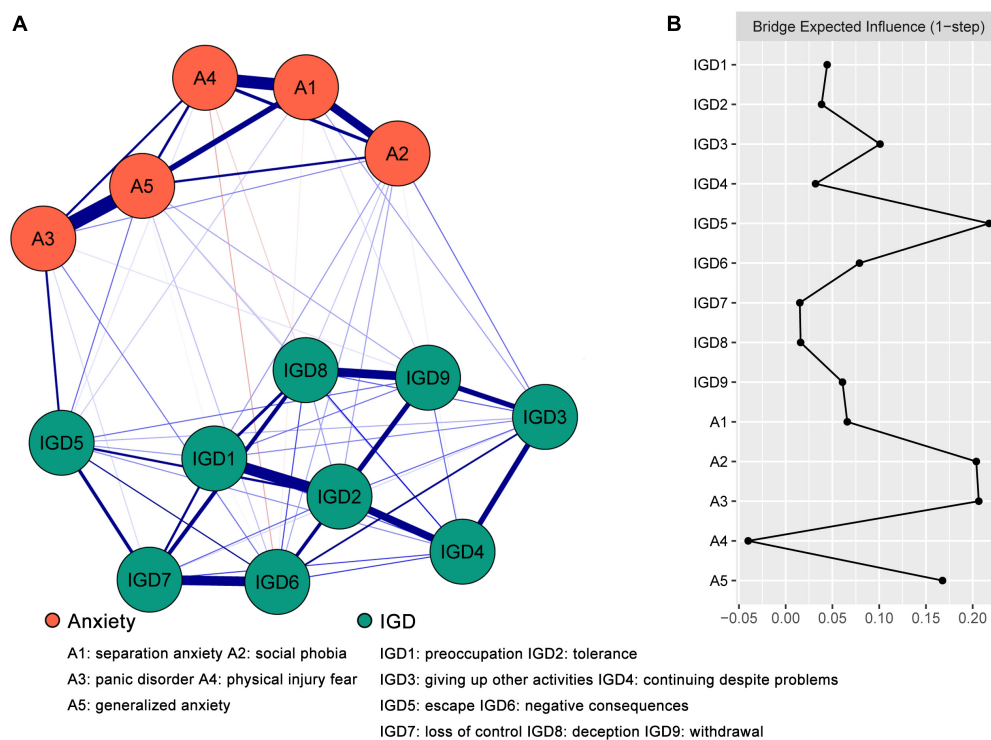 A
B
Bridge Expected Influence (1−step)
A4
A1
A2
A5
A3
IGD8
IGD9
IGD3
IGD5
IGD1
IGD2
IGD4
IGD7
IGD6
IGD1
IGD2
IGD3
IGD4
IGD5
IGD6
IGD7
IGD8
IGD9
A1
A2
A3
A4
A5
−0.05 0.00 0.05 0.10 0.15 0.20
Anxiety
A1: separation anxiety A2: social phobia
A3: panic disorder A4: physical injury fear
A5: generalized anxiety
IGD
IGD1: preoccupation IGD2: tolerance
IGD3: giving up other activities IGD4: continuing despite problems
IGD5: escape IGD6: negative consequences
IGD7: loss of control IGD8: deception IGD9: withdrawal